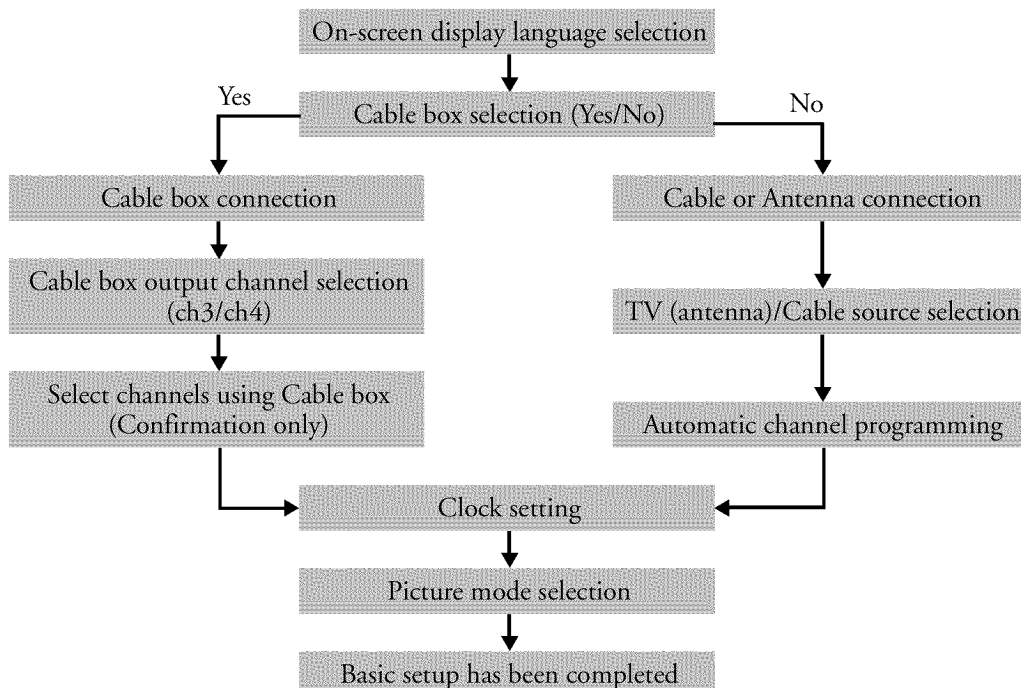 On-screen display language selection
Cable box selection (Yes/No)
Yes
No
Cable box connection
Cable or Antenna connection
Cable box output channel selection
(ch3/ch4)
TV (antenna)/Cable source selection
Select channels using Cable box
(Confirmation only)
Automatic channel programming
Clock setting
Picture mode selection
Basic setup has been completed